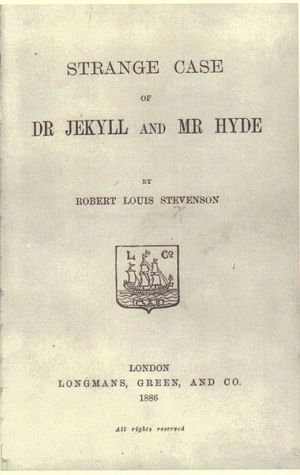 STRANGE CASE
OF
DR JEKYLL AND MR HYDE
BY
ROBERT LOUIS STEVENSON
L Co
LONDON
LONGMANS, GREEN, AND CO.
1886
All rights reserved